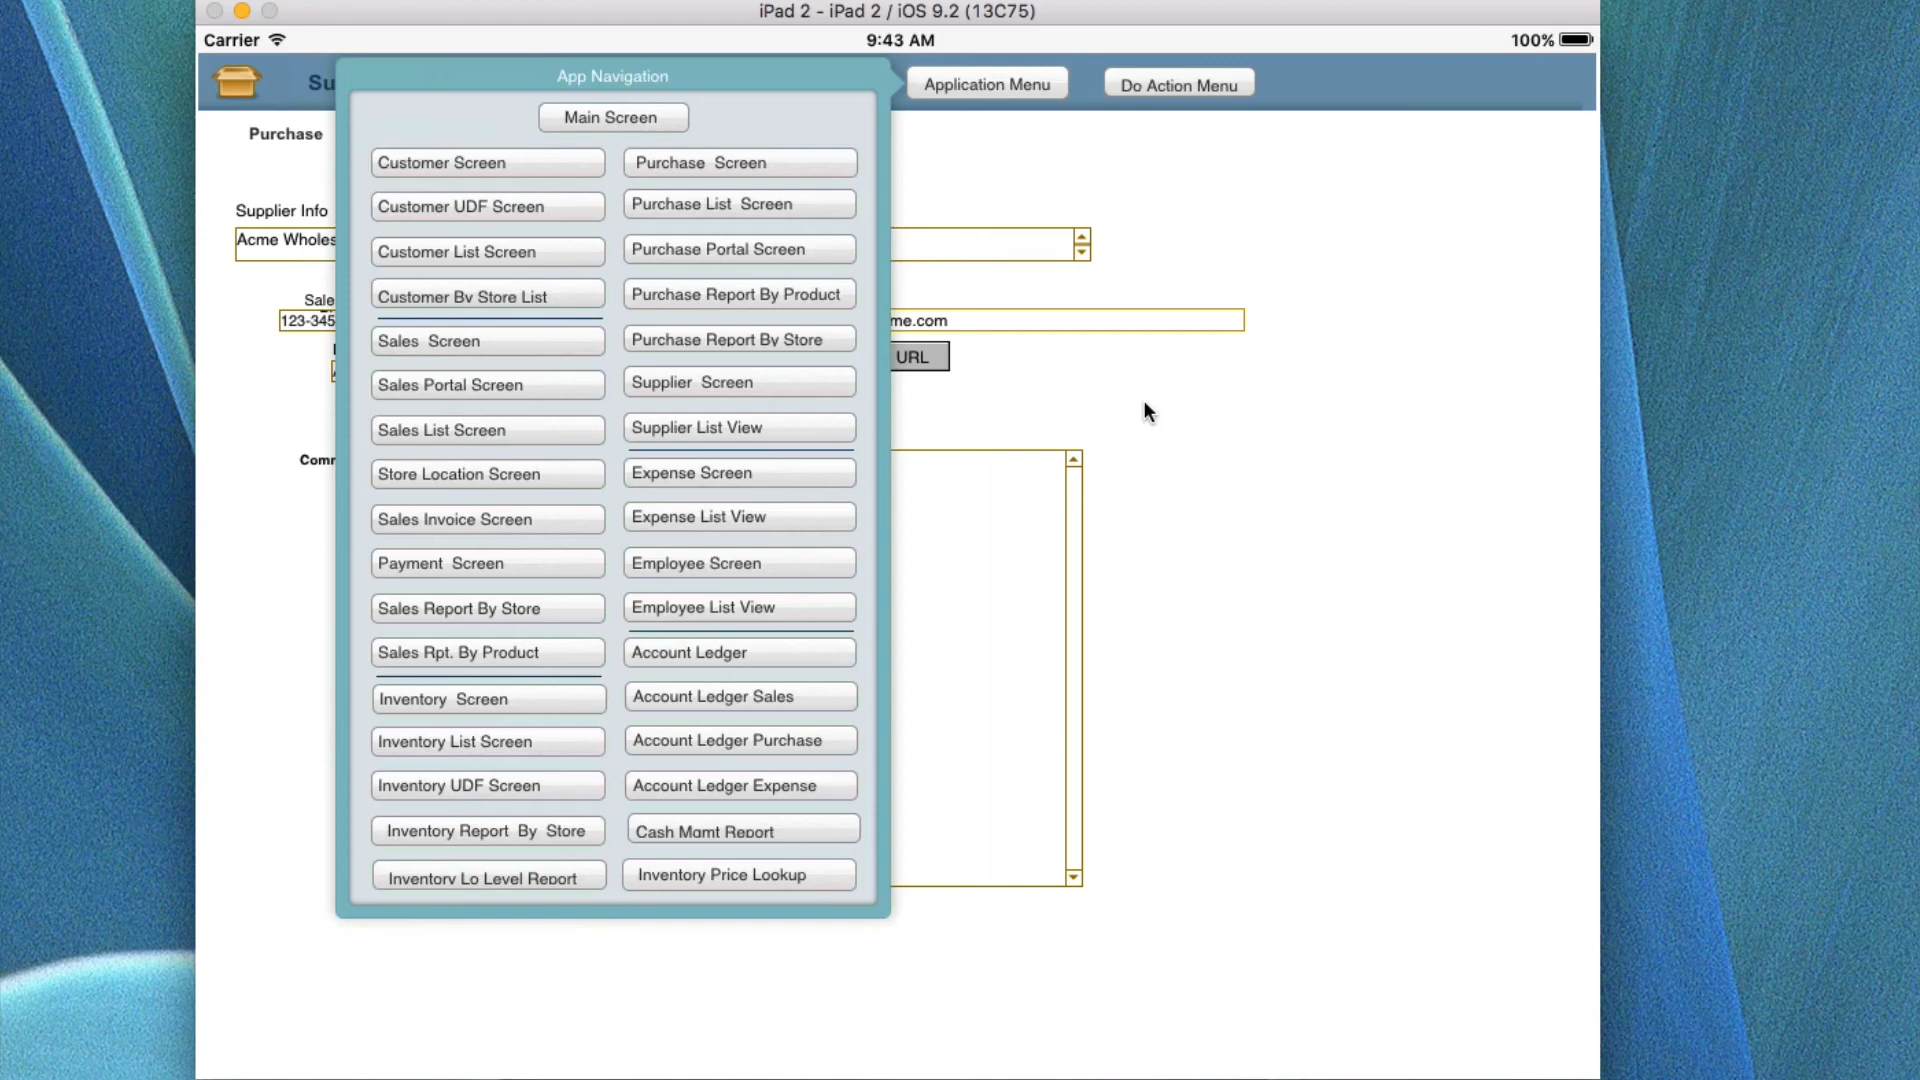 iPad 2 - iPad 2 / iOS 9.2 (13C75)
Carrier 9:43 AM 100%
Su
App Navigation
Application Menu
Do Action Menu
Main Screen
Purchase
Customer Screen
Purchase Screen
Customer UDF Screen
Purchase List Screen
Supplier Info
Acme Wholes
Customer List Screen
Purchase Portal Screen
Customer By Store List
Purchase Report By Product
Sale
123-345
me.com
Sales Screen
Purchase Report By Store
URL
Sales Portal Screen
Supplier Screen
Sales List Screen
Supplier List View
Comm
Store Location Screen
Expense Screen
Sales Invoice Screen
Expense List View
Payment Screen
Employee Screen
Sales Report By Store
Employee List View
Sales Rpt. By Product
Account Ledger
Inventory Screen
Account Ledger Sales
Inventory List Screen
Account Ledger Purchase
Inventory UDF Screen
Account Ledger Expense
Inventory Report By Store
Cash Mgmt Report
Inventory Lo Level Report
Inventory Price Lookup